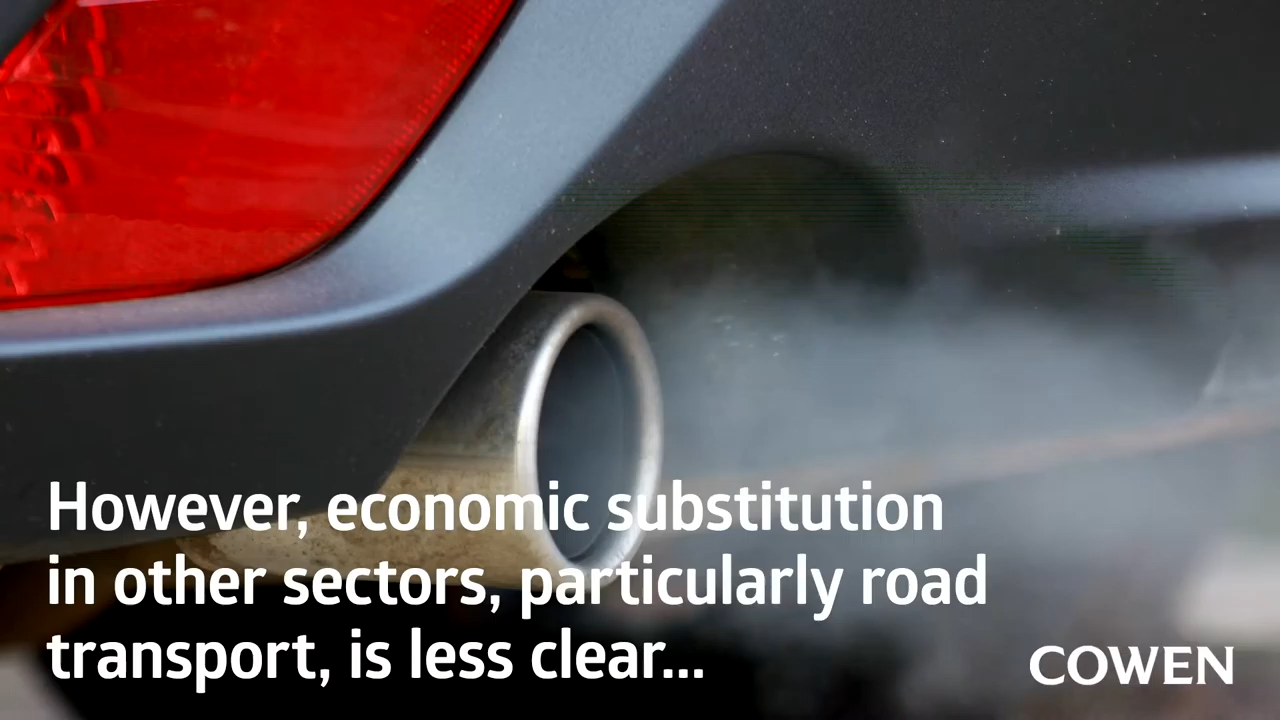 However, economic substitution
in other sectors, particularly road
transport, is less clear...
COWEN